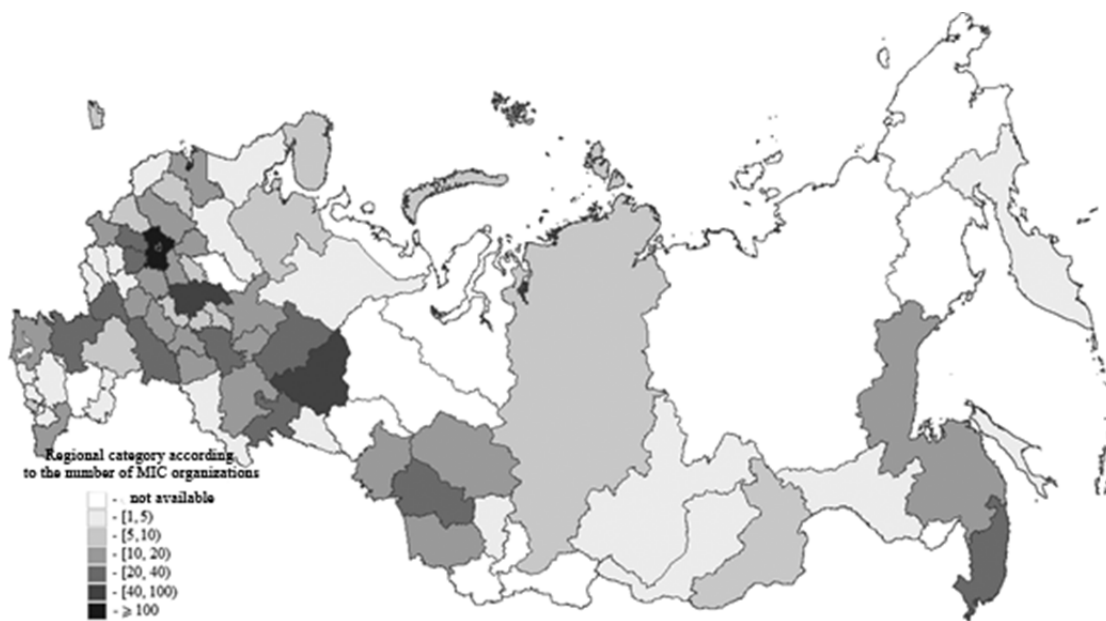 Regional category according
to the number of MIC organizations
- . not available
- [1, 5)
- [5, 10)
- [10, 20)
- [20, 40)
- [40, 100)
- ⩾ 100